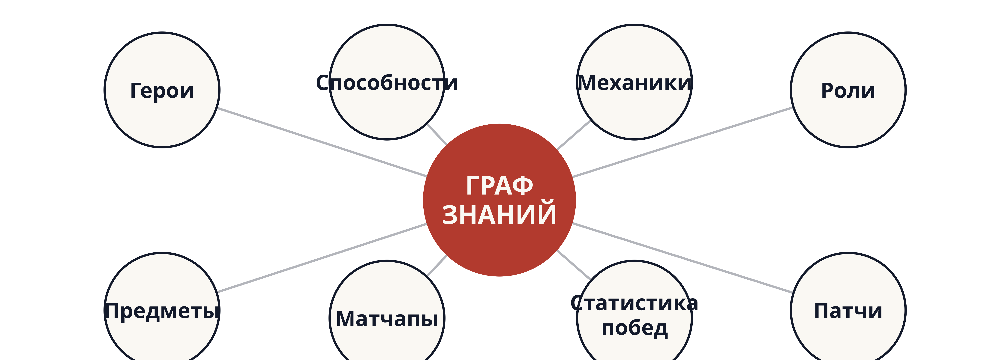 Герои
Способности
Механики
Роли
ГРАФ
ЗНАНИЙ
Предметы
Матчапы
Статистика
побед
Патчи